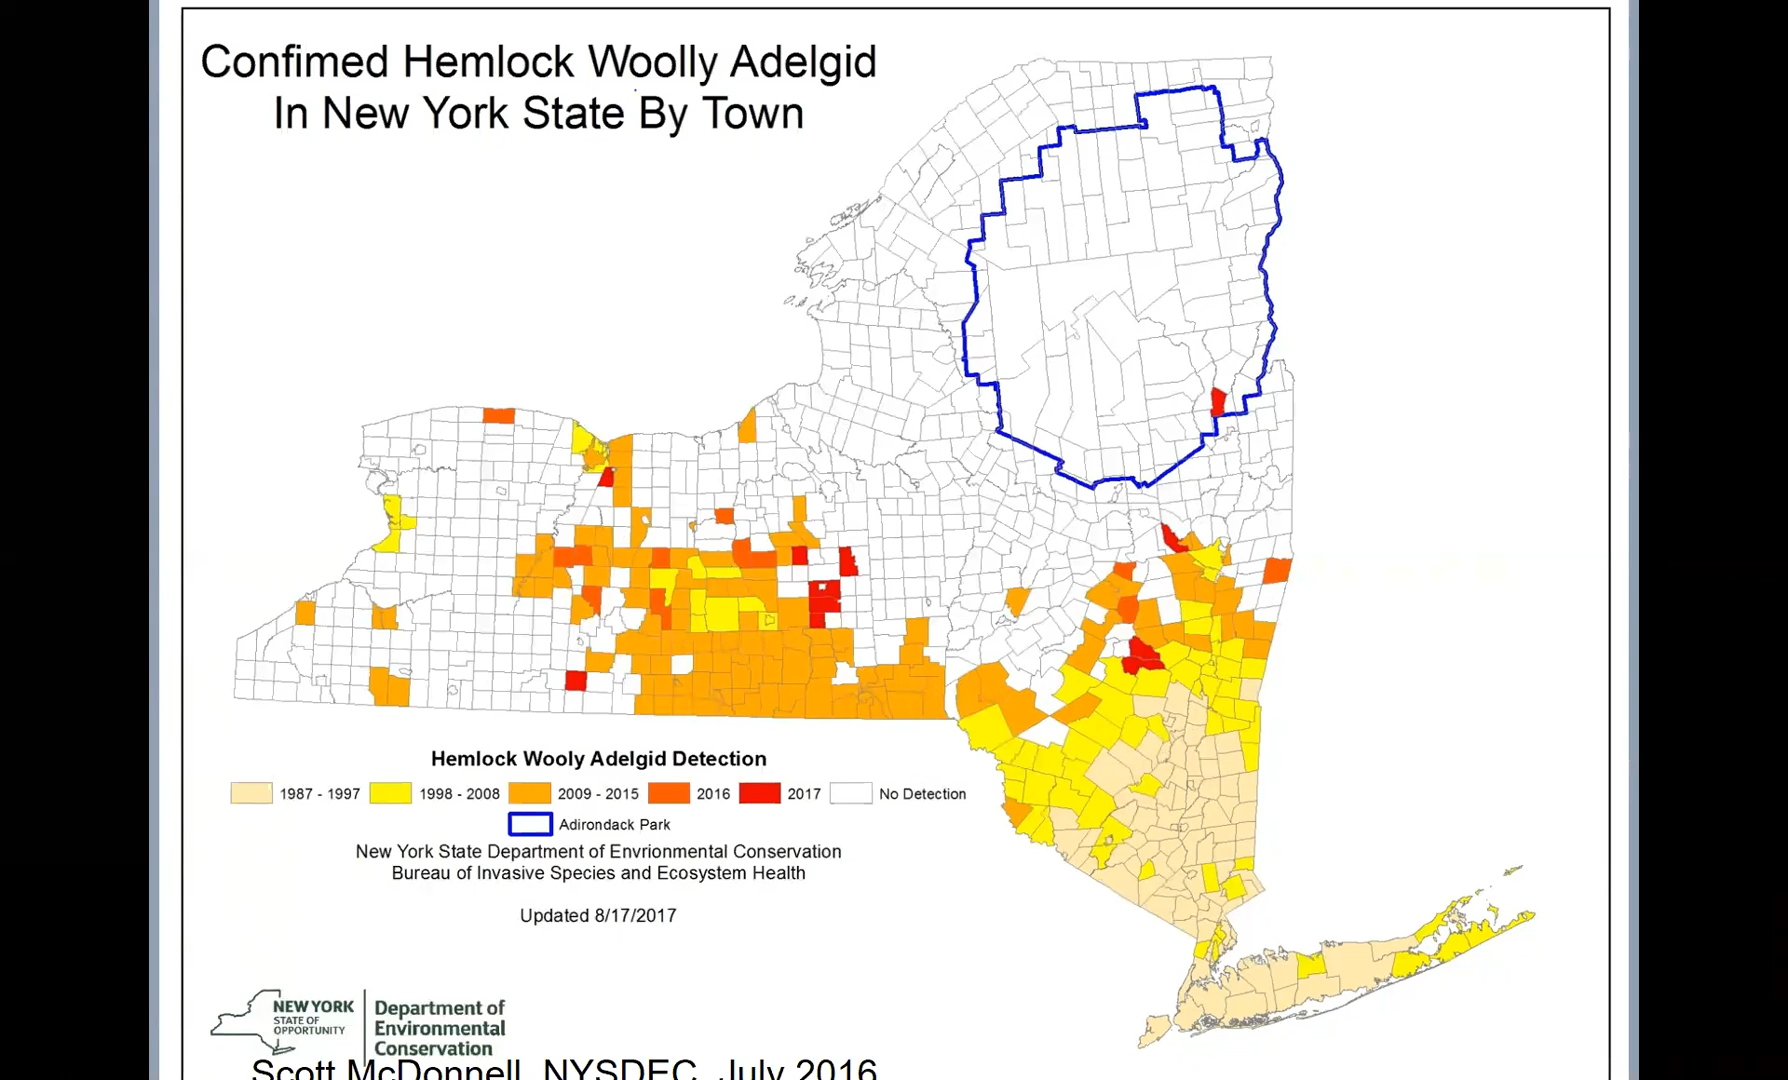 Confimed Hemlock Woolly Adelgid
In New York State By Town
Hemlock Wooly Adelgid Detection
1987 - 1997 1998 - 2008 2009 - 2015 2016 2017 No Detection
Adirondack Park
New York State Department of Envrionmental Conservation
Bureau of Invasive Species and Ecosystem Health
Updated 8/17/2017
NEW YORK
STATE OF
OPPORTUNITY
Department of
Environmental
Conservation
Scott McDonnell, NYSDEC, July 2016